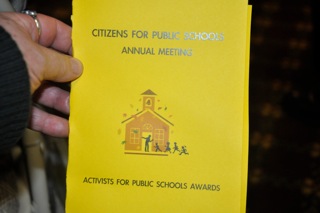 CITIZENS FOR PUBLIC SCHOOLS
ANNUAL MEETING
ACTIVISTS FOR PUBLIC SCHOOLS AWARDS